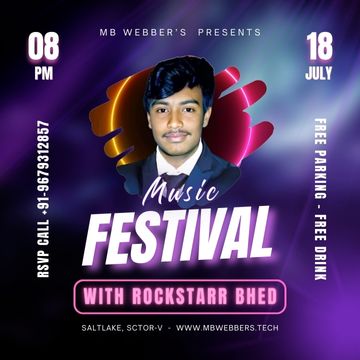 MB WEBBER'S PRESENTS
08
PM
18
JULY
RSVP CALL +91-9679312857
FREE PARKING - FREE DRINK
Music
FESTIVAL
WITH ROCKSTARR BHED
SALTLAKE, SCTOR-V - WWW.MBWEBBERS.TECH